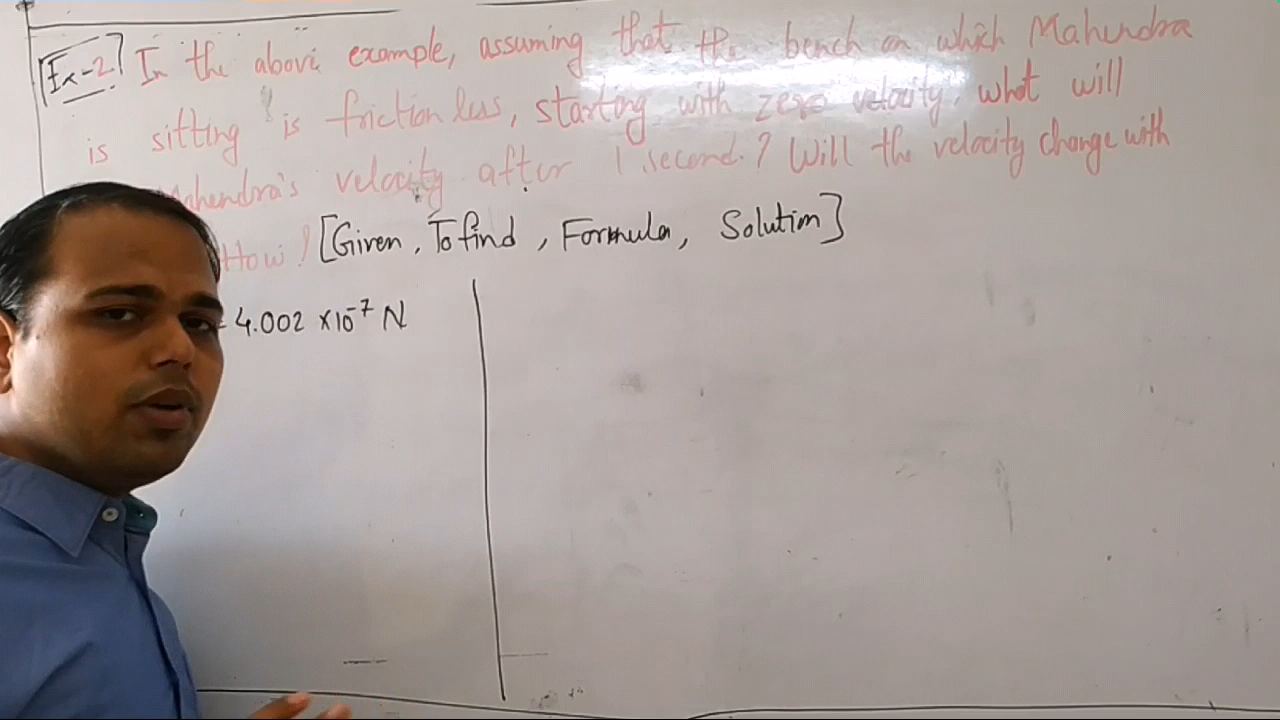 Ex-2] In the above example, assuming that the bench on which Mahendra
is sitting is frictionless, starting with zero velocity, what will
Mahendra's velocity after 1 second? Will the velocity change with
How? [Given, To find, Formula, Solution]
= 4.002 ×10⁻⁷ N